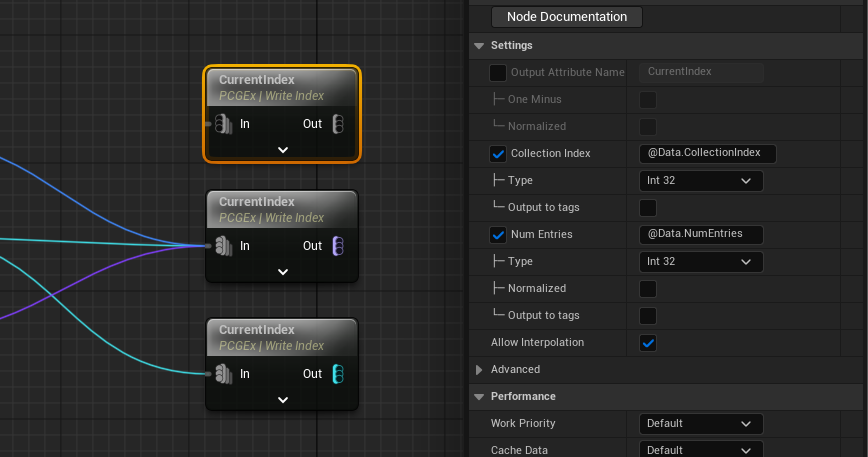 CurrentIndex
PCGEx | Write Index
In Out
CurrentIndex
PCGEx | Write Index
In Out
CurrentIndex
PCGEx | Write Index
In Out
Node Documentation
Settings
Output Attribute Name CurrentIndex
One Minus
Normalized
Collection Index @Data.CollectionIndex
Type Int 32
Output to tags
Num Entries @Data.NumEntries
Type Int 32
Normalized
Output to tags
Allow Interpolation
Advanced
Performance
Work Priority Default
Cache Data Default